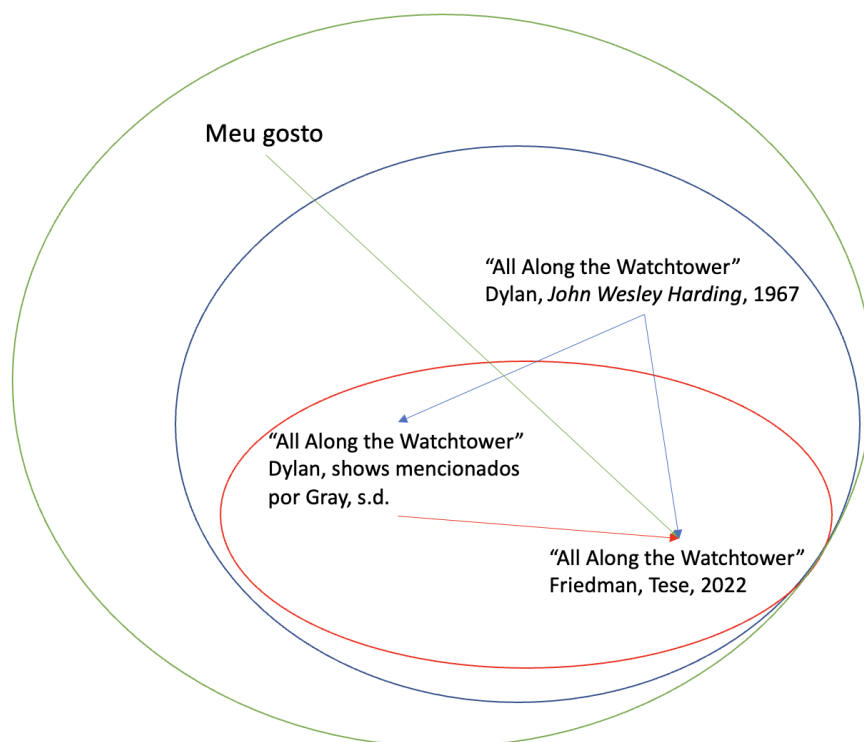 Meu gosto
“All Along the Watchtower”
Dylan, John Wesley Harding, 1967
“All Along the Watchtower”
Dylan, shows mencionados
por Gray, s.d.
“All Along the Watchtower”
Friedman, Tese, 2022